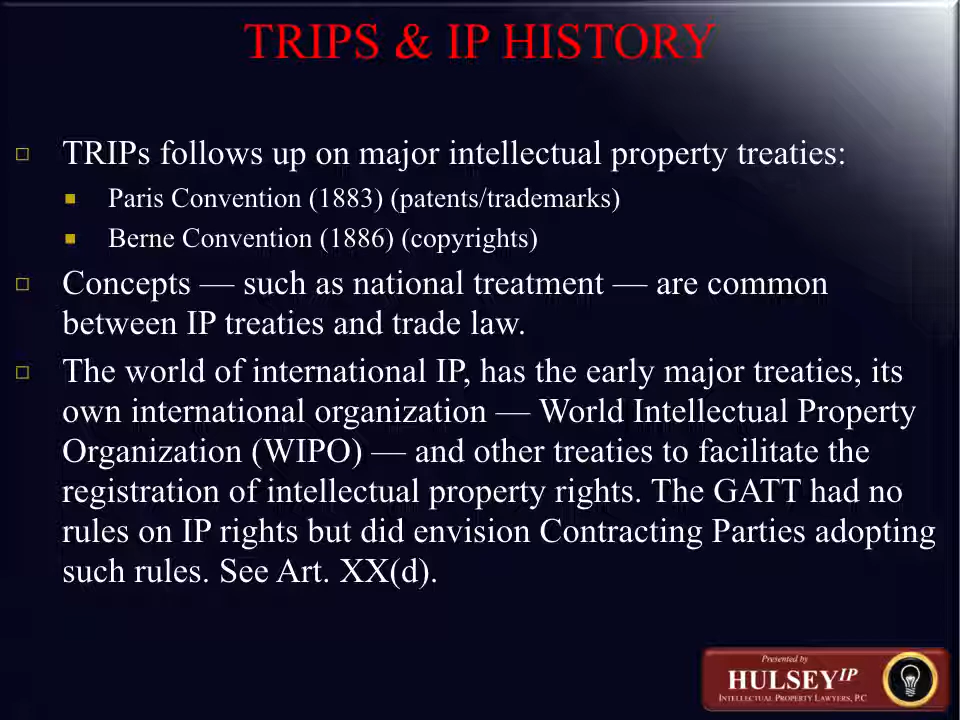 TRIPS & IP HISTORY
TRIPs follows up on major intellectual property treaties:
Paris Convention (1883) (patents/trademarks)
Berne Convention (1886) (copyrights)
Concepts — such as national treatment — are common
between IP treaties and trade law.
The world of international IP, has the early major treaties, its
own international organization — World Intellectual Property
Organization (WIPO) — and other treaties to facilitate the
registration of intellectual property rights. The GATT had no
rules on IP rights but did envision Contracting Parties adopting
such rules. See Art. XX(d).
Presented by
HULSEY IP
INTELLECTUAL PROPERTY LAWYERS, P.C